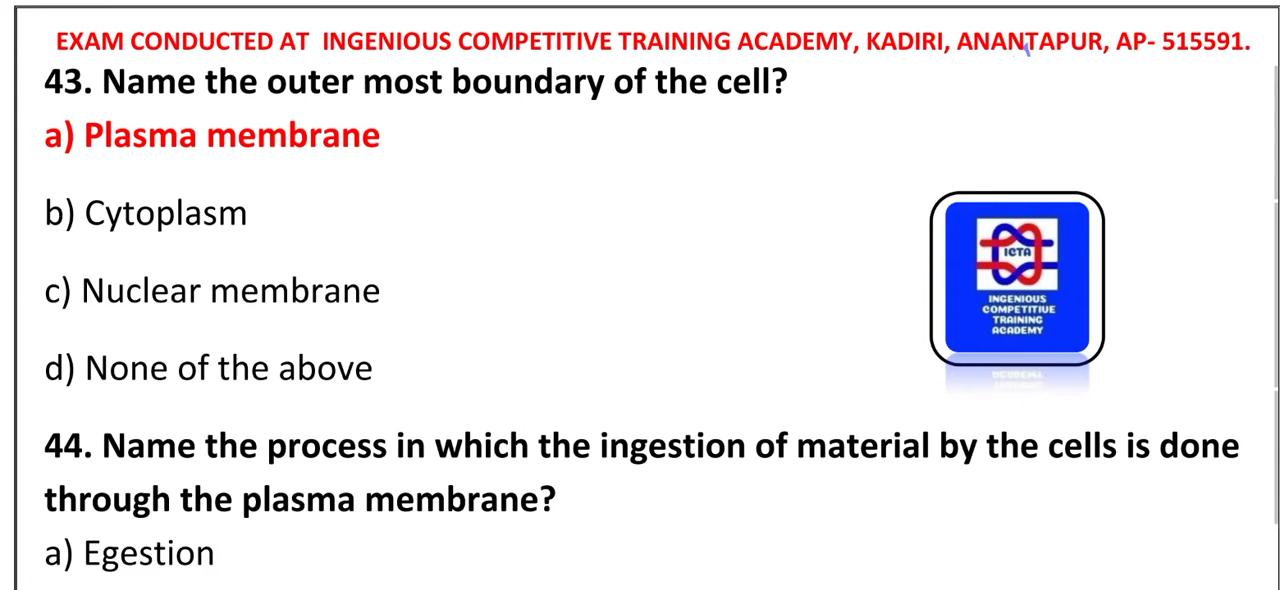 EXAM CONDUCTED AT INGENIOUS COMPETITIVE TRAINING ACADEMY, KADIRI, ANANTAPUR, AP- 515591.
43. Name the outer most boundary of the cell?
a) Plasma membrane
b) Cytoplasm
c) Nuclear membrane
d) None of the above
ICTA
INGENIOUS
COMPETITIVE
TRAINING
ACADEMY
44. Name the process in which the ingestion of material by the cells is done
through the plasma membrane?
a) Egestion